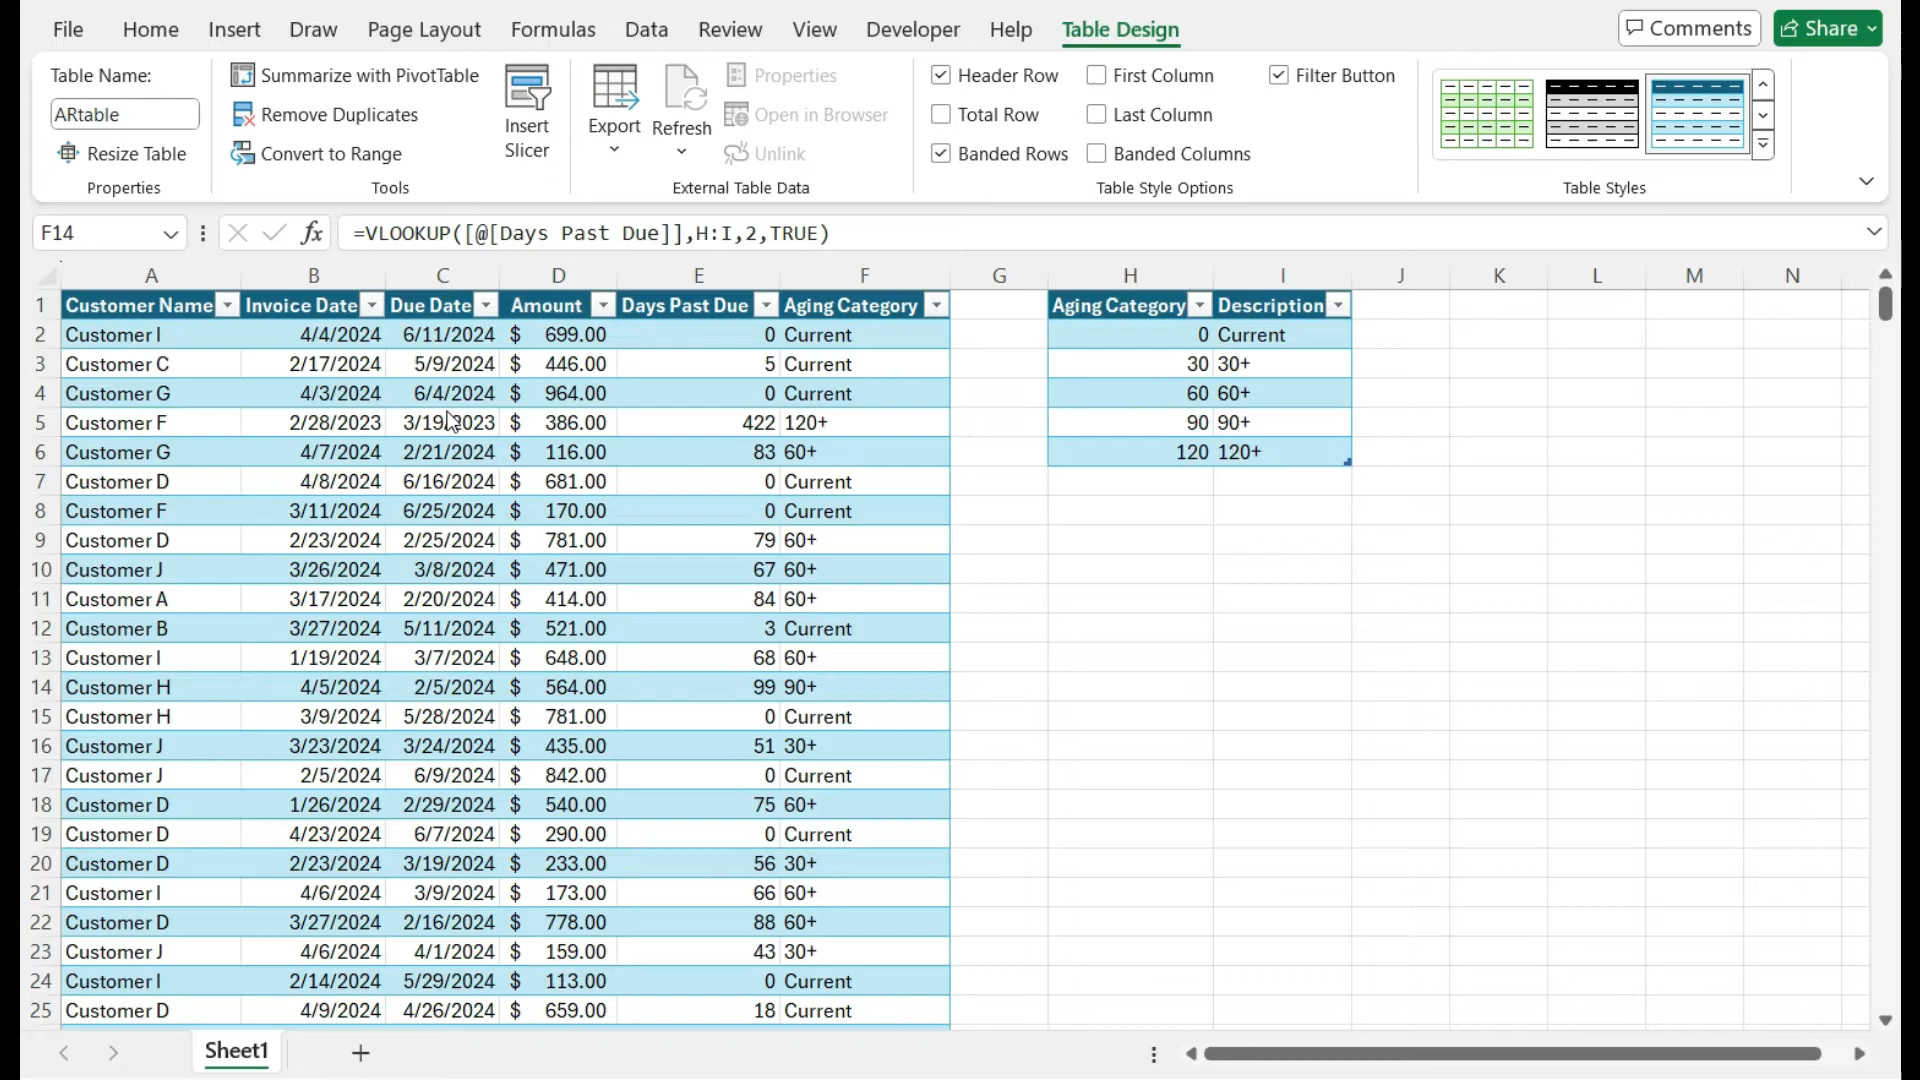 File Home Insert Draw Page Layout Formulas Data Review View Developer Help Table Design Comments Share
Table Name:
ARtable
Resize Table
Properties
Summarize with PivotTable
Remove Duplicates
Convert to Range
Tools
Insert
Slicer
Export
Refresh
Properties
Open in Browser
Unlink
External Table Data
Header Row First Column Filter Button
Total Row Last Column
Banded Rows Banded Columns
Table Style Options
Table Styles
F14 fx =VLOOKUP([@[Days Past Due]],H:I,2,TRUE)
A B C D E F G H I J K L M N
1 Customer Name Invoice Date Due Date Amount Days Past Due Aging Category Aging Category Description
2 Customer I 4/4/2024 6/11/2024 $ 699.00 0 Current 0 Current
3 Customer C 2/17/2024 5/9/2024 $ 446.00 5 Current 30 30+
4 Customer G 4/3/2024 6/4/2024 $ 964.00 0 Current 60 60+
5 Customer F 2/28/2023 3/19/2023 $ 386.00 422 120+ 90 90+
6 Customer G 4/7/2024 2/21/2024 $ 116.00 83 60+ 120 120+
7 Customer D 4/8/2024 6/16/2024 $ 681.00 0 Current
8 Customer F 3/11/2024 6/25/2024 $ 170.00 0 Current
9 Customer D 2/23/2024 2/25/2024 $ 781.00 79 60+
10 Customer J 3/26/2024 3/8/2024 $ 471.00 67 60+
11 Customer A 3/17/2024 2/20/2024 $ 414.00 84 60+
12 Customer B 3/27/2024 5/11/2024 $ 521.00 3 Current
13 Customer I 1/19/2024 3/7/2024 $ 648.00 68 60+
14 Customer H 4/5/2024 2/5/2024 $ 564.00 99 90+
15 Customer H 3/9/2024 5/28/2024 $ 781.00 0 Current
16 Customer J 3/23/2024 3/24/2024 $ 435.00 51 30+
17 Customer J 2/5/2024 6/9/2024 $ 842.00 0 Current
18 Customer D 1/26/2024 2/29/2024 $ 540.00 75 60+
19 Customer D 4/23/2024 6/7/2024 $ 290.00 0 Current
20 Customer D 2/23/2024 3/19/2024 $ 233.00 56 30+
21 Customer I 4/6/2024 3/9/2024 $ 173.00 66 60+
22 Customer D 3/27/2024 2/16/2024 $ 778.00 88 60+
23 Customer J 4/6/2024 4/1/2024 $ 159.00 43 30+
24 Customer I 2/14/2024 5/29/2024 $ 113.00 0 Current
25 Customer D 4/9/2024 4/26/2024 $ 659.00 18 Current
Sheet1